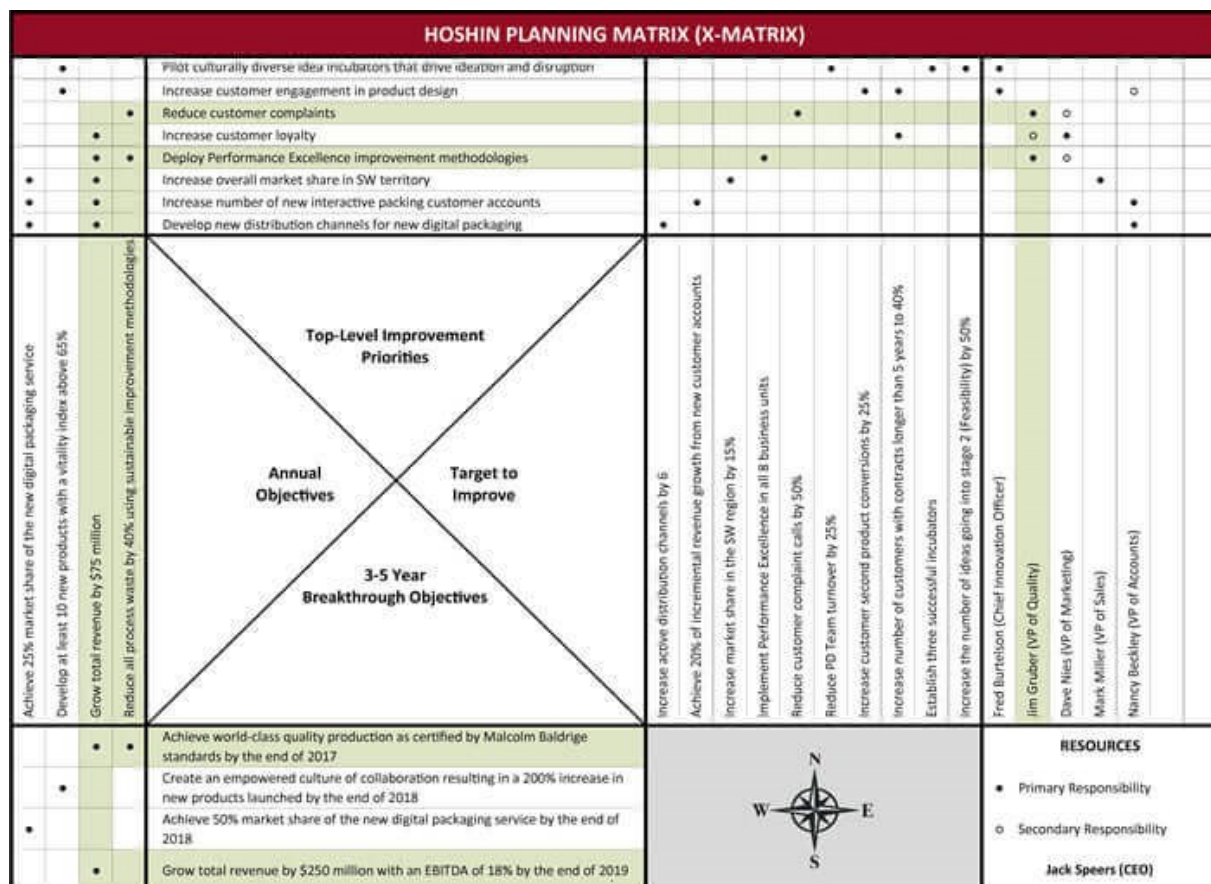 HOSHIN PLANNING MATRIX (X-MATRIX)
Pilot culturally diverse idea incubators that drive ideation and disruption
Increase customer engagement in product design
Reduce customer complaints
Increase customer loyalty
Deploy Performance Excellence improvement methodologies
Increase overall market share in SW territory
Increase number of new interactive packing customer accounts
Develop new distribution channels for new digital packaging
Achieve 25% market share of the new digital packaging service
Develop at least 10 new products with a vitality index above 65%
Grow total revenue by $75 million
Reduce all process waste by 40% using sustainable improvement methodologies
Top-Level Improvement
Priorities
Annual
Objectives
Target to
Improve
3-5 Year
Breakthrough Objectives
Increase active distribution channels by 6
Achieve 20% of incremental revenue growth from new customer accounts
Increase market share in the SW region by 15%
Implement Performance Excellence in all 8 business units
Reduce customer complaint calls by 50%
Reduce PD Team turnover by 25%
Increase customer second product conversions by 25%
Increase number of customers with contracts longer than 5 years to 40%
Establish three successful incubators
Increase the number of ideas going into stage 2 (Feasibility) by 50%
Fred Burtelson (Chief Innovation Officer)
Jim Gruber (VP of Quality)
Dave Nies (VP of Marketing)
Mark Miller (VP of Sales)
Nancy Beckley (VP of Accounts)
Achieve world-class quality production as certified by Malcolm Baldrige
standards by the end of 2017
Create an empowered culture of collaboration resulting in a 200% increase in
new products launched by the end of 2018
Achieve 50% market share of the new digital packaging service by the end of
2018
Grow total revenue by $250 million with an EBITDA of 18% by the end of 2019
N
W
E
S
RESOURCES
Primary Responsibility
Secondary Responsibility
Jack Speers (CEO)